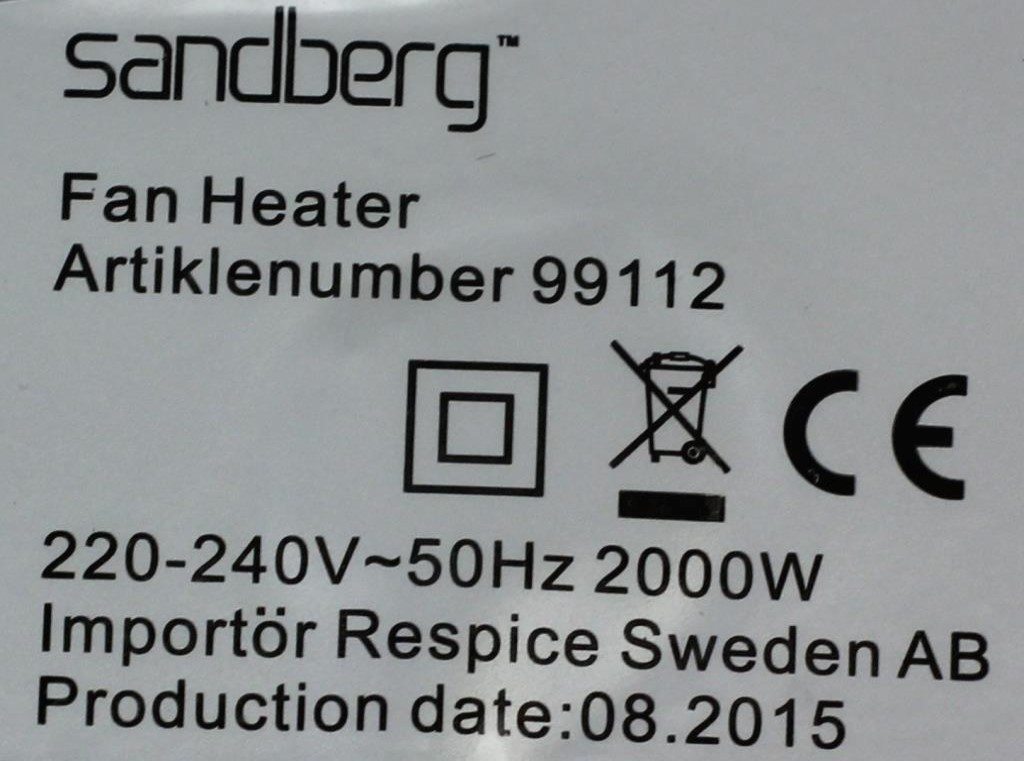 sandberg™
Fan Heater
Artiklenumber 99112
CE
220-240V~50Hz 2000W
Importör Respice Sweden AB
Production date:08.2015